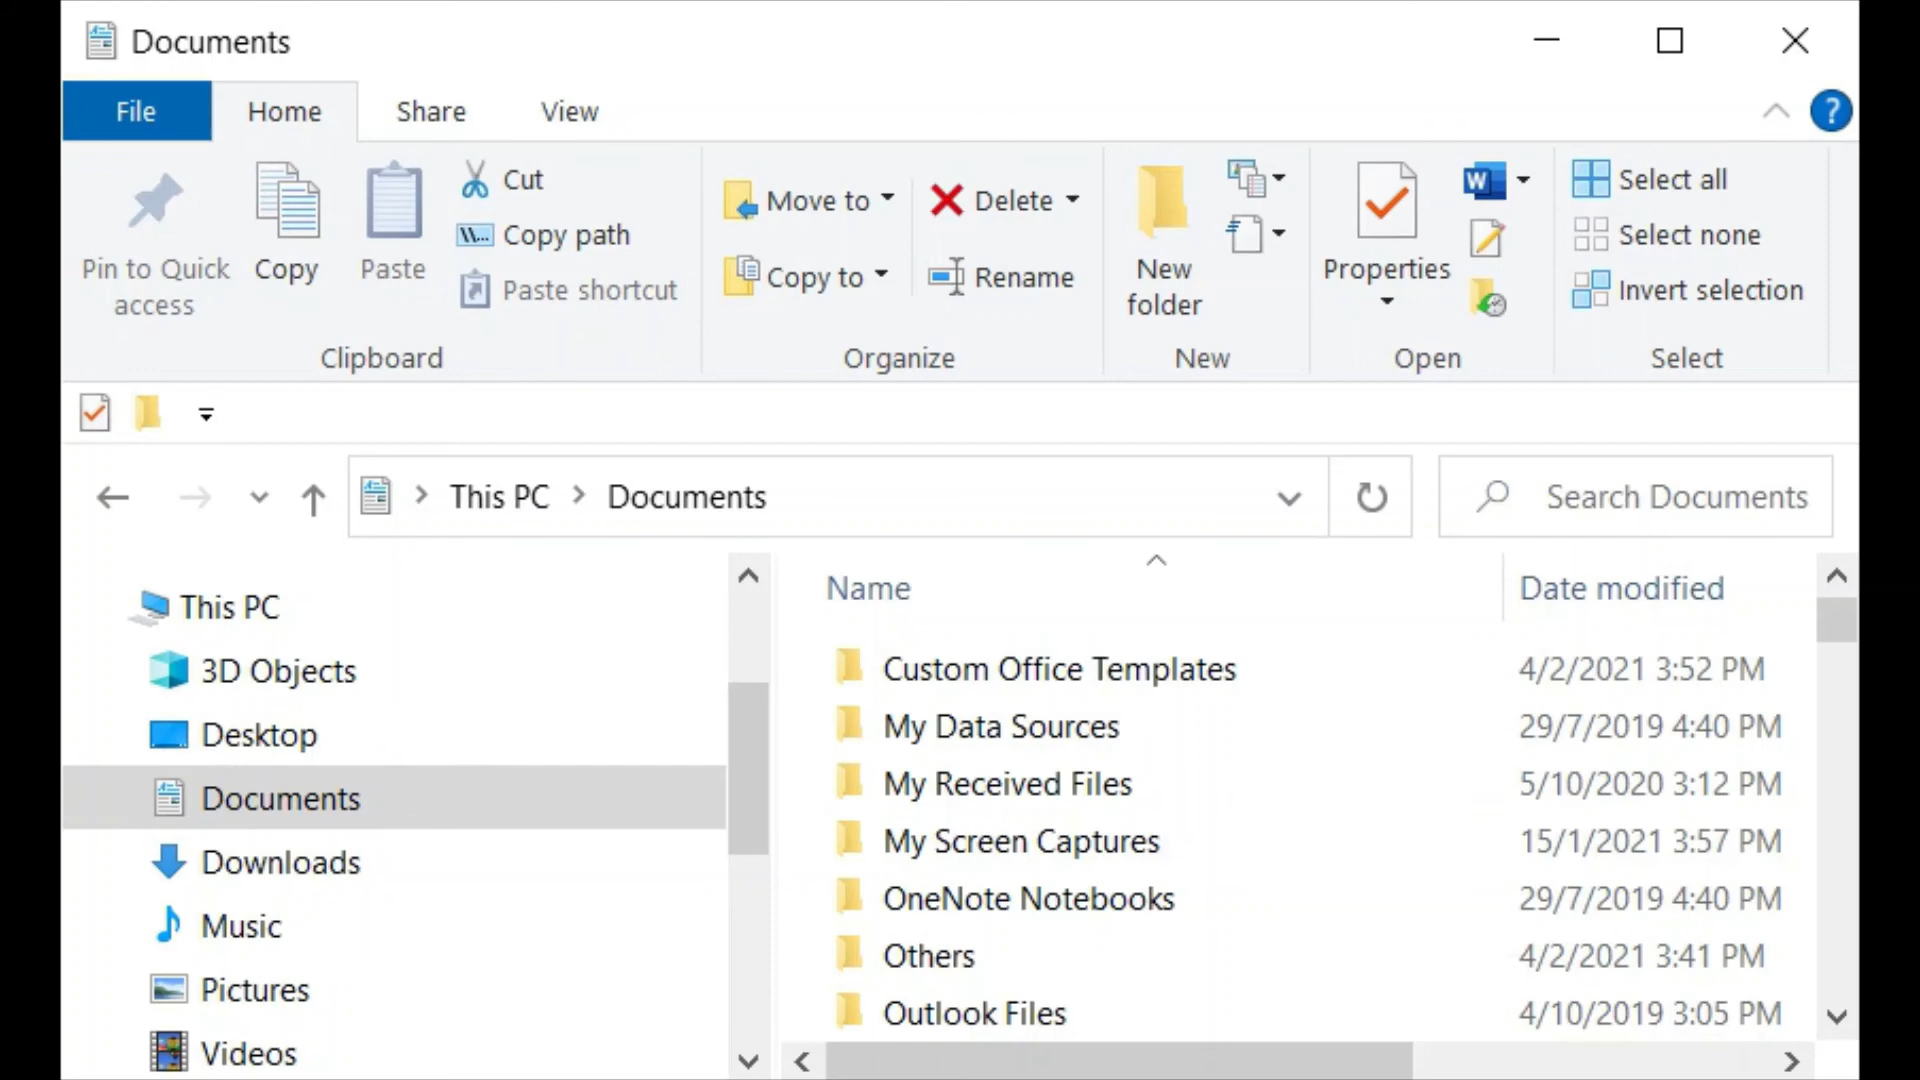 Documents
File Home Share View ?
Pin to Quick access
Copy
Paste
Cut
Copy path
Paste shortcut
Clipboard
Move to
Copy to
Delete
Rename
Organize
New folder
New
Properties
Open
Select all
Select none
Invert selection
Select
This PC > Documents
Search Documents
This PC
3D Objects
Desktop
Documents
Downloads
Music
Pictures
Videos
Name Date modified
Custom Office Templates 4/2/2021 3:52 PM
My Data Sources 29/7/2019 4:40 PM
My Received Files 5/10/2020 3:12 PM
My Screen Captures 15/1/2021 3:57 PM
OneNote Notebooks 29/7/2019 4:40 PM
Others 4/2/2021 3:41 PM
Outlook Files 4/10/2019 3:05 PM